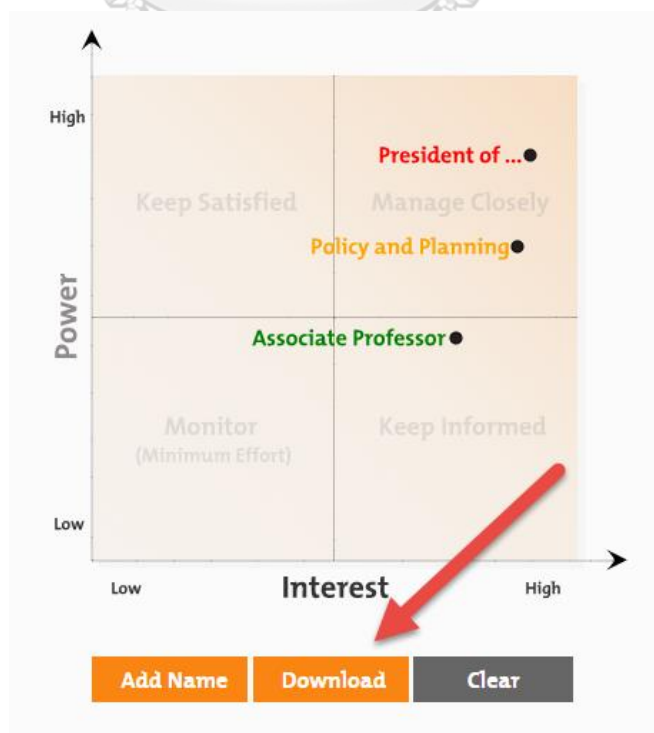 High
President of ...
Keep Satisfied
Manage Closely
Policy and Planning
Power
Associate Professor
Monitor
(Minimum Effort)
Keep Informed
Low
Low
Interest
High
Add Name
Download
Clear